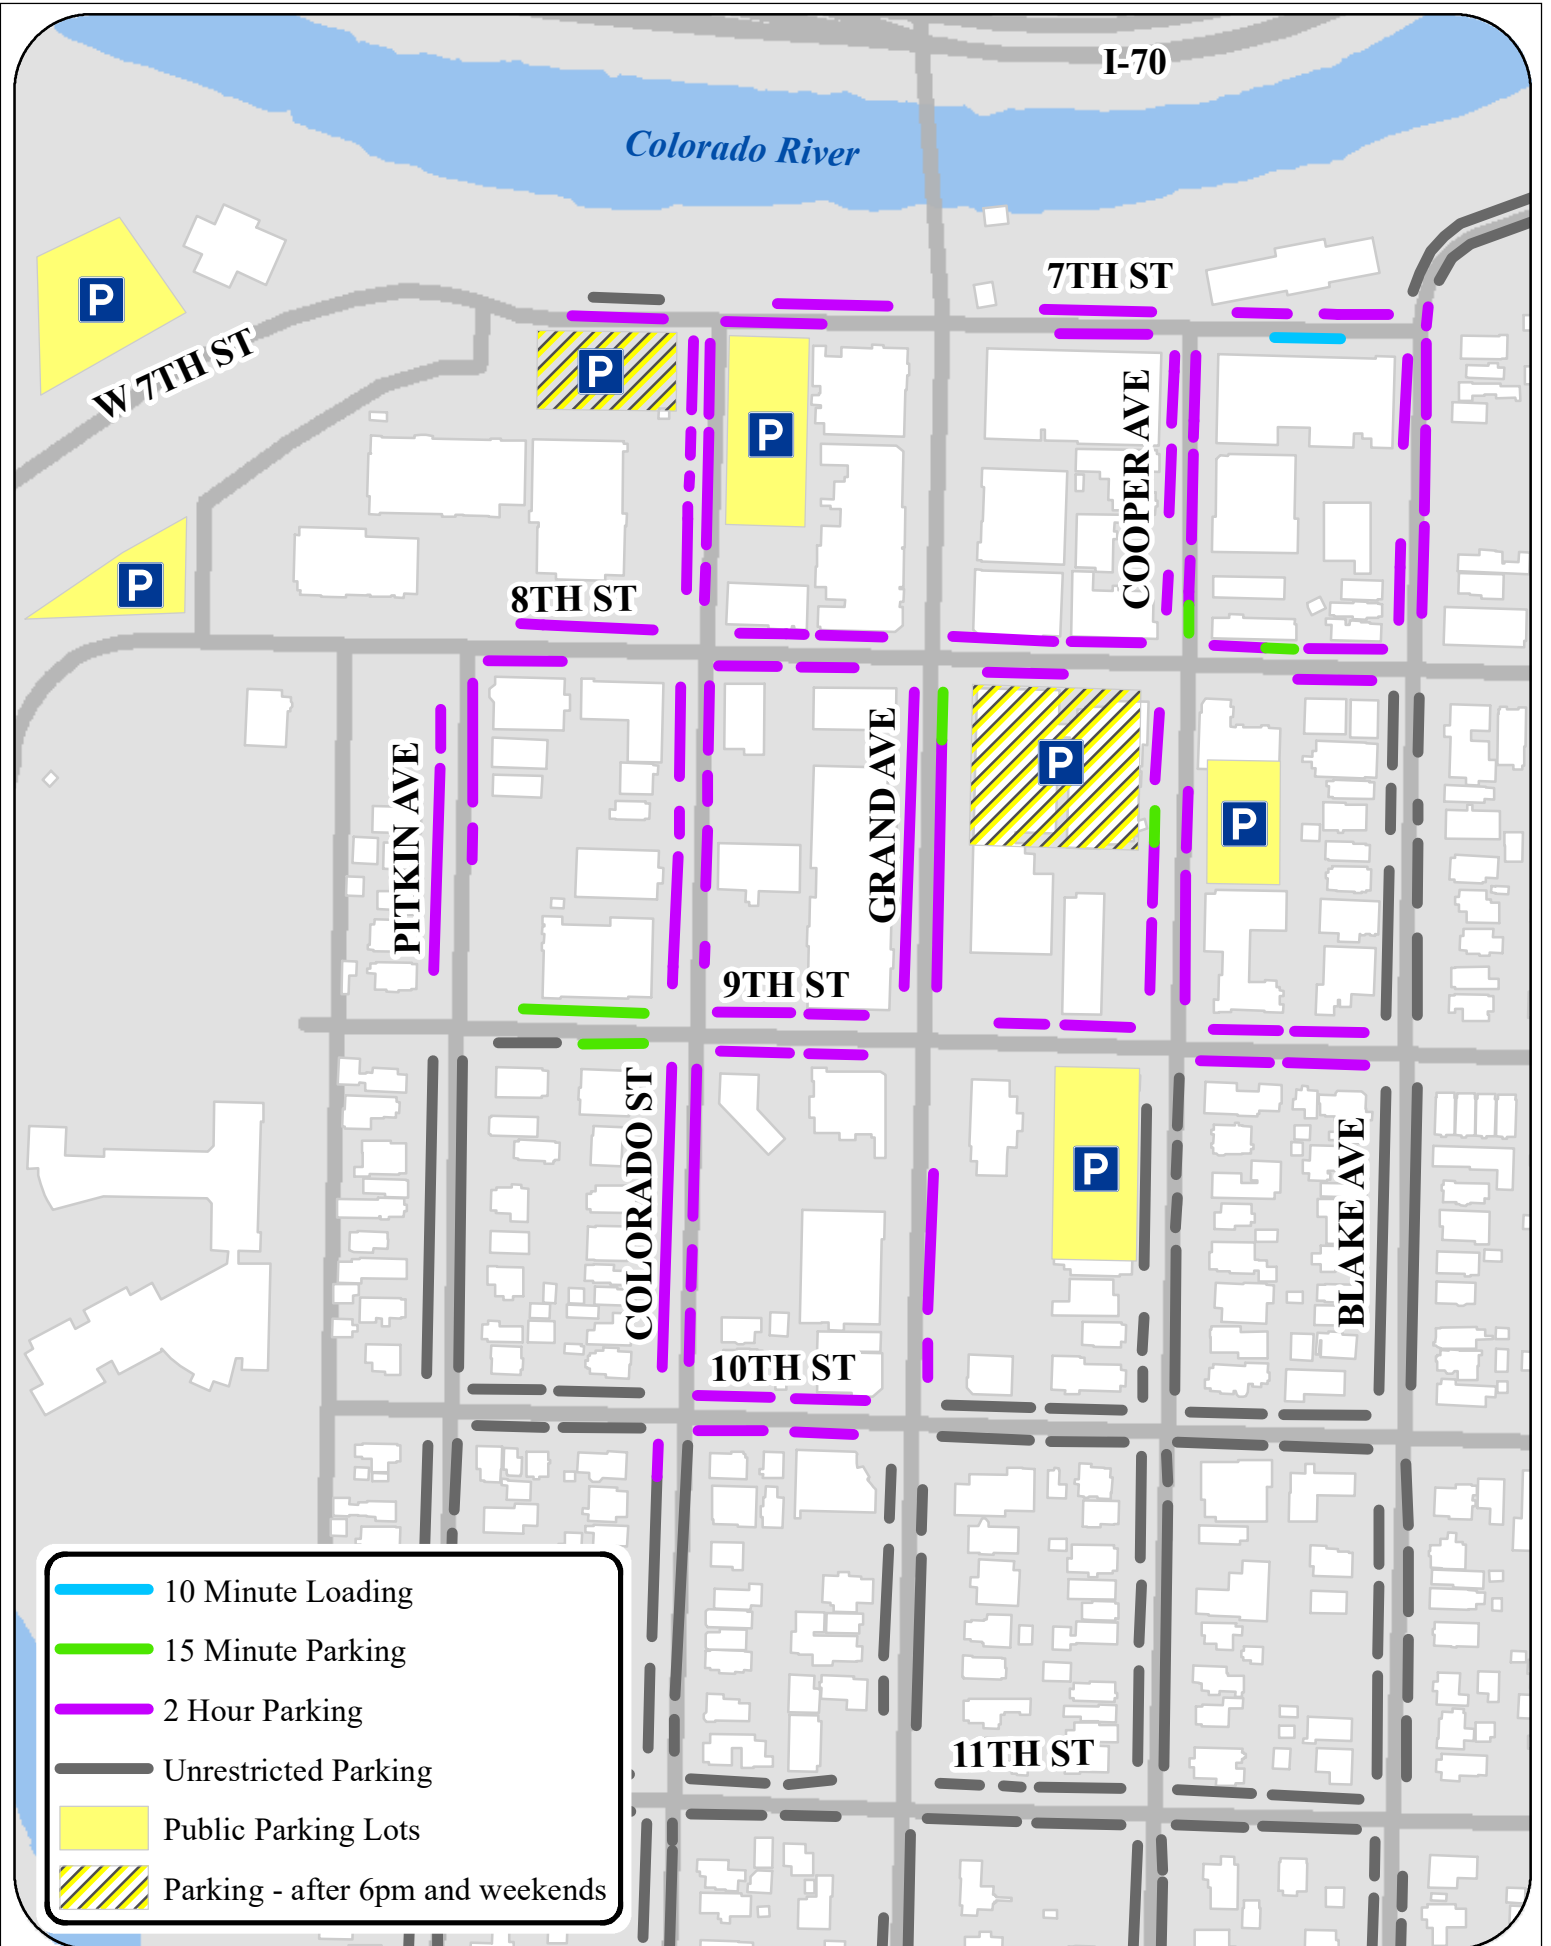 I-70
Colorado River
7TH ST
P
W 7TH ST
P
P
COOPER AVE
P
8TH ST
PITKIN AVE
GRAND AVE
P
P
9TH ST
COLORADO ST
P
BLAKE AVE
10TH ST
11TH ST
10 Minute Loading
15 Minute Parking
2 Hour Parking
Unrestricted Parking
Public Parking Lots
Parking - after 6pm and weekends